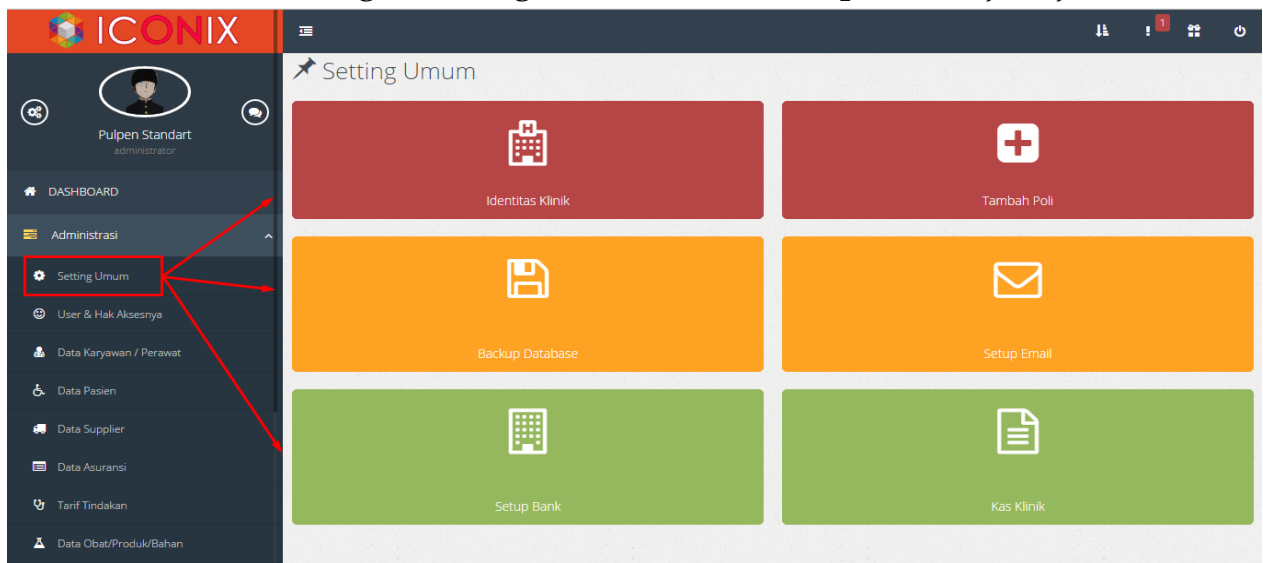 ICONIX
1
Setting Umum
Pulpen Standart
administrator
DASHBOARD
Administrasi
Setting Umum
User & Hak Aksesnya
Data Karyawan / Perawat
Data Pasien
Data Supplier
Data Asuransi
Tarif Tindakan
Data Obat/Produk/Bahan
H
Identitas Klinik
Tambah Poli
Backup Database
Setup Email
Setup Bank
Kas Klinik